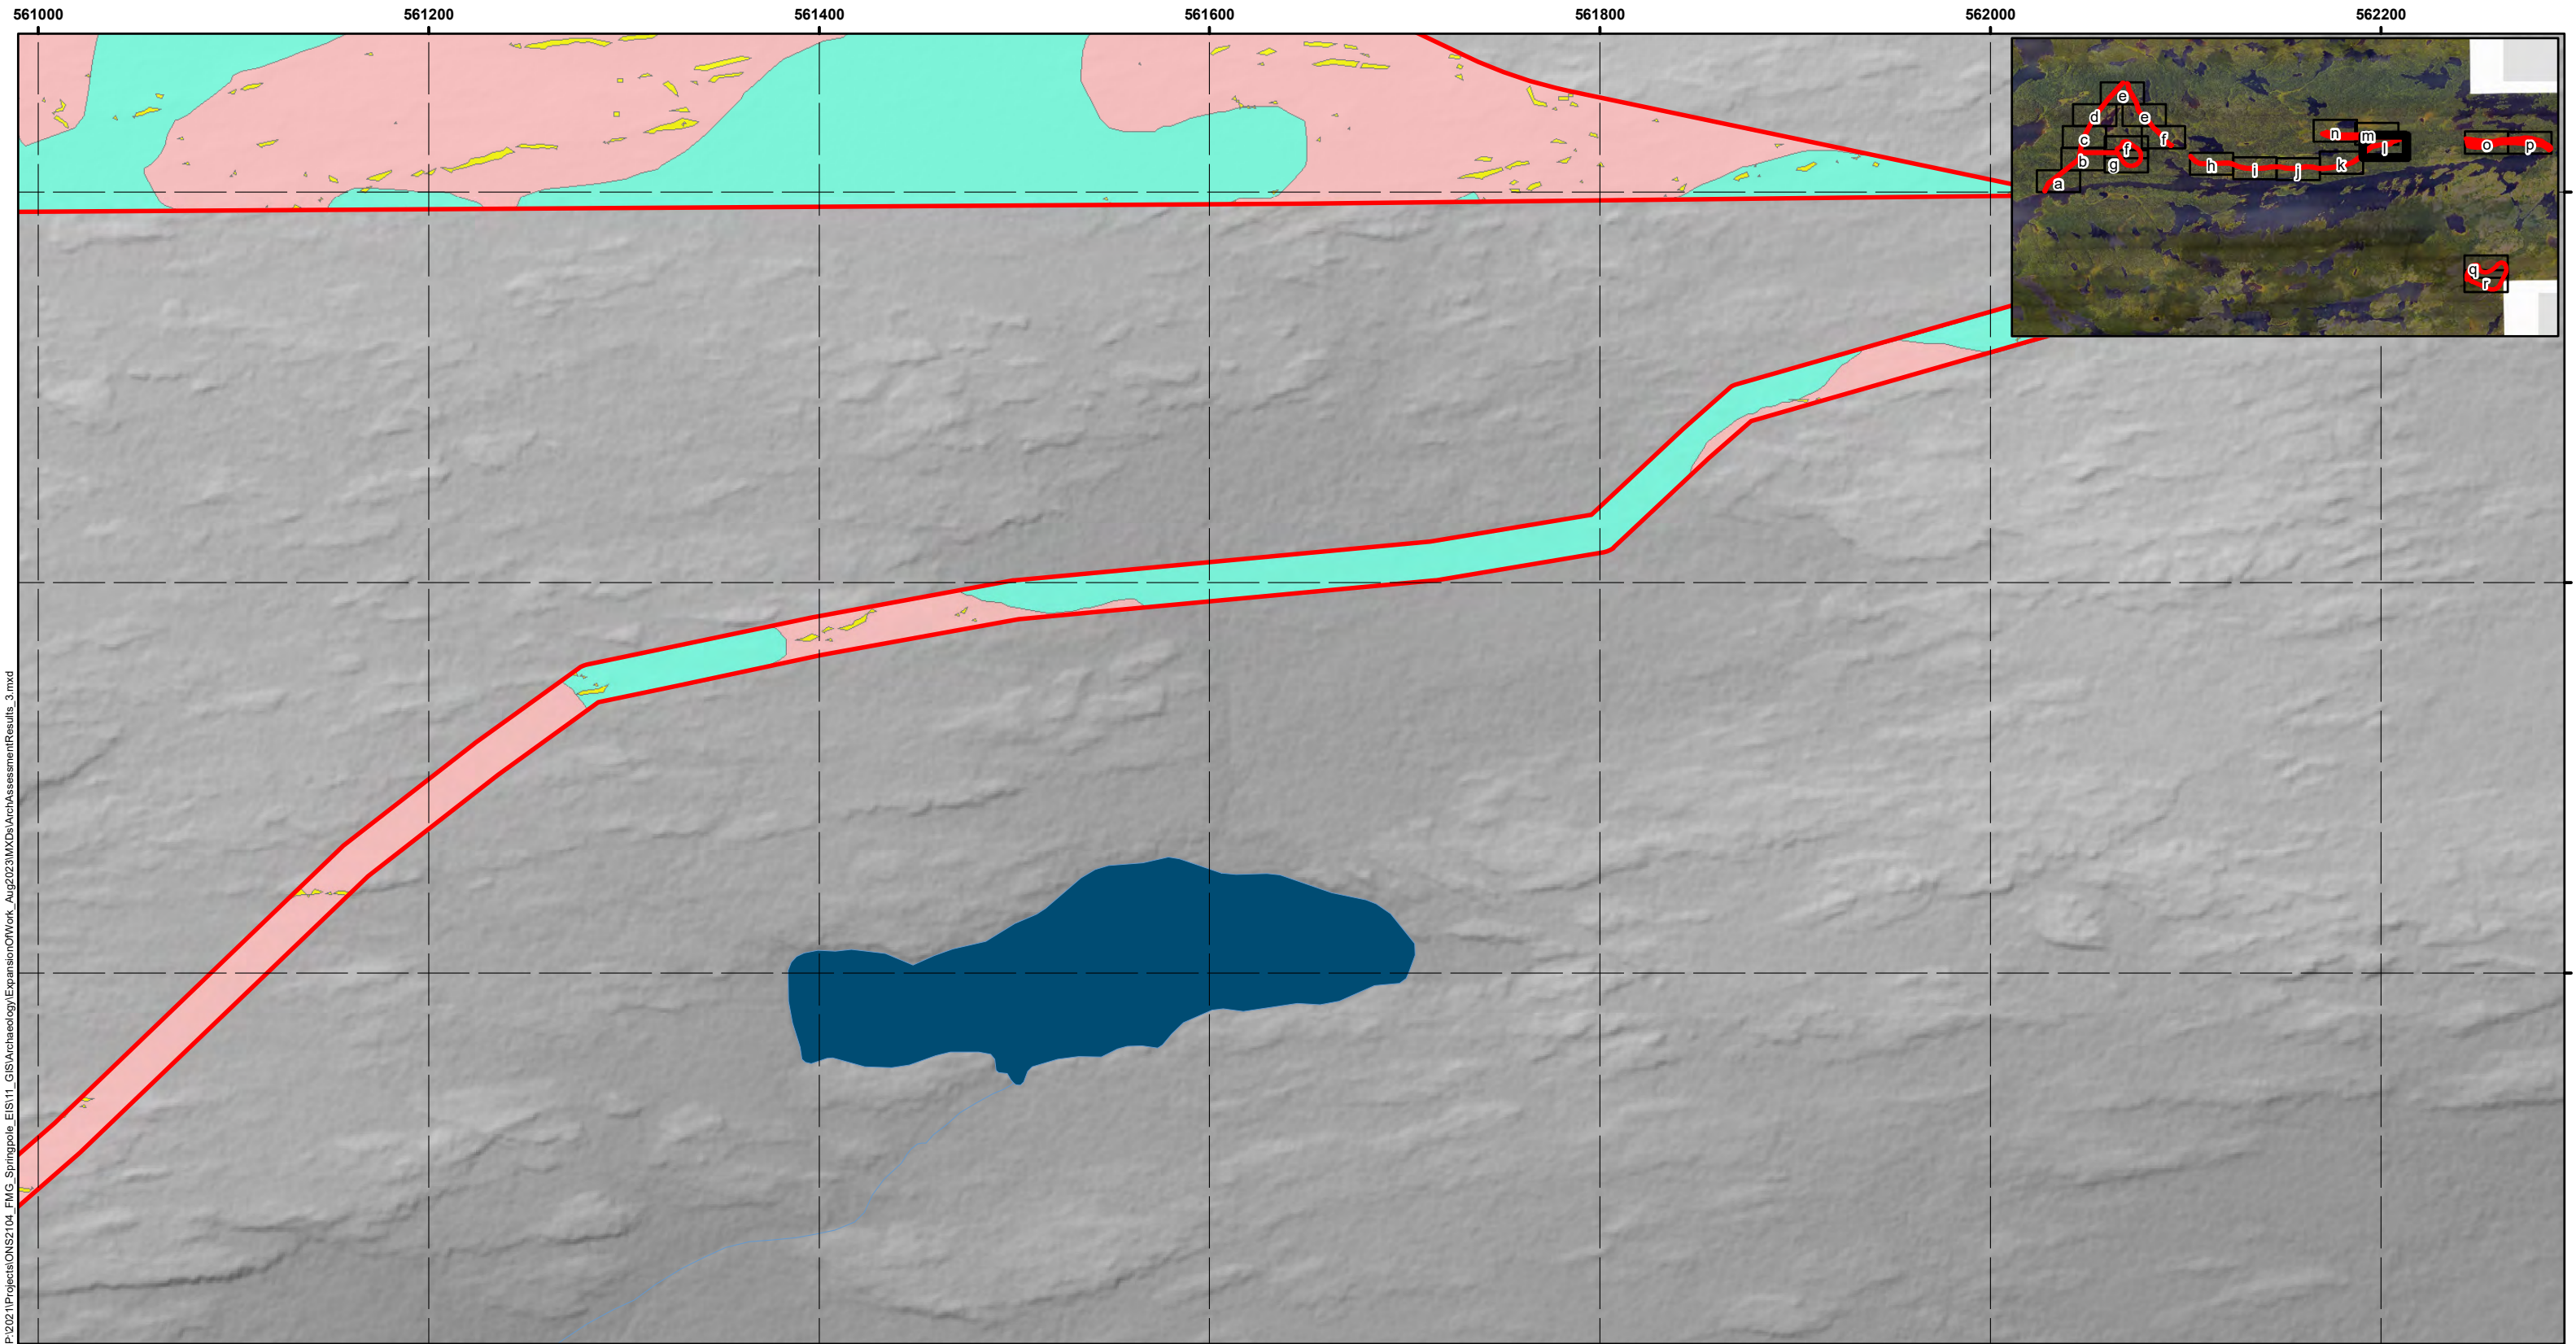 561000 561200 561400 561600 561800 562000 562200
e
d e
c f f
b g
a
n m l
h i j k
o p
q
r
P:\2021\Projects\ONS2104_FMG_Springpole_EIS\11_GIS\Archaeology\ExpansionOfWork_Aug2023\MXDs\ArchAssessmentResults_3.mxd